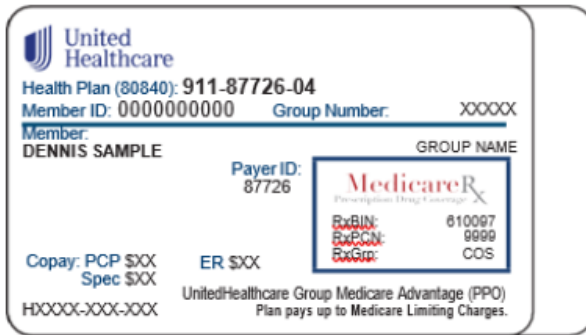 United
Healthcare
Health Plan (80840): 911-87726-04
Member ID: 0000000000 Group Number: XXXXX
Member:
DENNIS SAMPLE GROUP NAME
Payer ID:
87726
MedicareRx
Prescription Drug Coverage
RxBIN: 610097
RxPCN: 9999
RxGrp: COS
Copay: PCP $XX ER $XX
Spec $XX
HXXXX-XXX-XXX UnitedHealthcare Group Medicare Advantage (PPO)
Plan pays up to Medicare Limiting Charges.